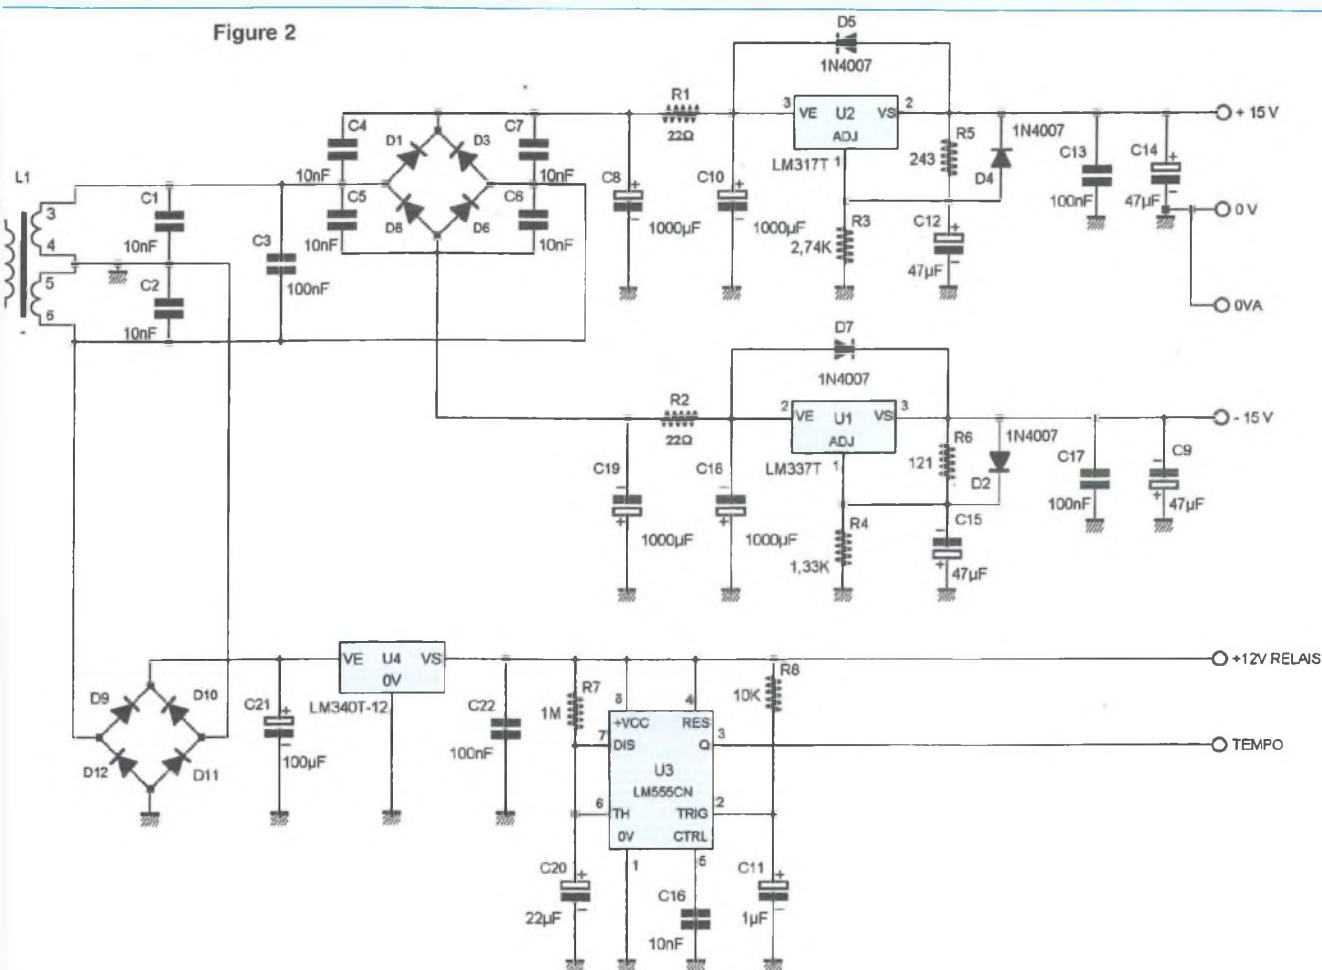 Figure 2
D5
1N4007
R1
22Ω
3 VE U2 VS 2
ADJ
LM317T 1
R5
243
1N4007
D4
C13
100nF
C14
+
47µF
-
+ 15 V
0 V
0VA
C4
10nF
C5
10nF
D1
D3
D8
D6
C7
10nF
C6
10nF
C8
+
-
1000µF
C10
+
-
1000µF
R3
2,74K
C12
+
-
47µF
L1
3
4
5
6
-
C1
10nF
C2
10nF
C3
100nF
D7
1N4007
R2
22Ω
2 VE U1 VS 3
ADJ
LM337T 1
R6
121
1N4007
D2
C17
100nF
C9
-
+
47µF
- 15 V
C19
-
+
1000µF
C16
-
+
1000µF
R4
1,33K
C15
-
+
47µF
D9
D10
D12
D11
C21
+
-
100µF
VE U4 VS
0V
LM340T-12
C22
100nF
R7
1M
8
4
+VCC RES
7 DIS Q 3
U3
LM555CN
6 TH TRIG 2
0V CTRL
1
5
R8
10K
+12V RELAIS
TEMPO
C20
+
-
22µF
C16
10nF
C11
+
-
1µF